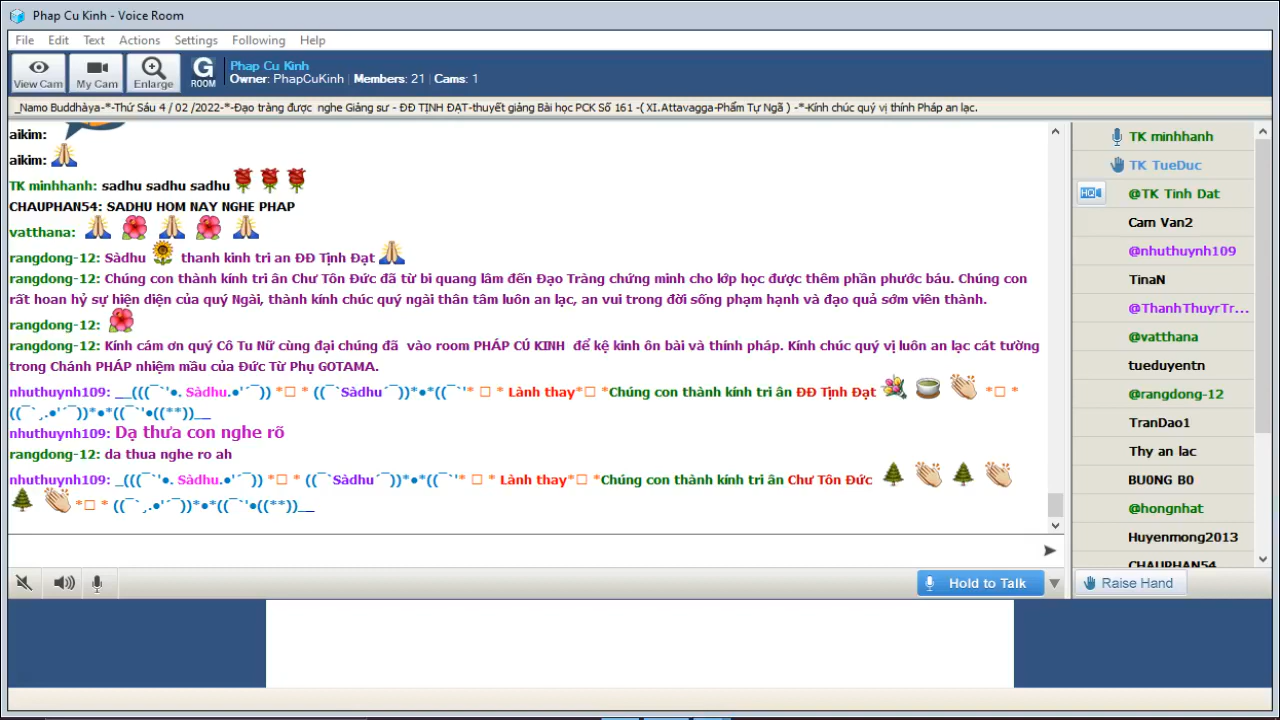 Phap Cu Kinh - Voice Room
File Edit Text Actions Settings Following Help
View Cam My Cam Enlarge G ROOM
Phap Cu Kinh
Owner: PhapCuKinh | Members: 21 | Cams: 1
_Namo Buddhàya-*-Thứ Sáu 4 / 02 /2022-*-Đạo tràng được nghe Giảng sư - ĐĐ TỊNH ĐẠT-thuyết giảng Bài học PCK Số 161 -( XI.Attavagga-Phẩm Tự Ngã ) -*-Kính chúc quý vị thính Pháp an lạc.
aikim:
aikim:
TK minhhanh: sadhu sadhu sadhu
CHAUPHAN54: SADHU HOM NAY NGHE PHAP
vatthana:
rangdong-12: Sàdhu thanh kinh tri an ĐĐ Tịnh Đạt
rangdong-12: Chúng con thành kính tri ân Chư Tôn Đức đã từ bi quang lâm đến Đạo Tràng chứng minh cho lớp học được thêm phần phước báu. Chúng con
rất hoan hỷ sự hiện diện của quý Ngài, thành kính chúc quý ngài thân tâm luôn an lạc, an vui trong đời sống phạm hạnh và đạo quả sớm viên thành.
rangdong-12:
rangdong-12: Kính cám ơn quý Cô Tu Nữ cùng đại chúng đã vào room PHÁP CÚ KINH để kệ kinh ôn bài và thính pháp. Kính chúc quý vị luôn an lạc cát tường
trong Chánh PHÁP nhiệm mầu của Đức Từ Phụ GOTAMA.
nhuthuynh109: __(((¯`'●. Sàdhu.●'´¯)) *□ * ((¯`Sàdhu´¯))*●*((¯`'* □ * Lành thay*□ *Chúng con thành kính tri ân ĐĐ Tịnh Đạt *□ *
((¯`¸.●'´¯))*●*((¯`'●((**))__
nhuthuynh109: Dạ thưa con nghe rõ
rangdong-12: da thua nghe ro ah
nhuthuynh109: _(((¯`'●. Sàdhu.●'´¯)) *□ * ((¯`Sàdhu´¯))*●*((¯`'* □ * Lành thay*□ *Chúng con thành kính tri ân Chư Tôn Đức
*□ * ((¯`¸.●'´¯))*●*((¯`'●((**))__
Hold to Talk
TK minhhanh
TK TueDuc
@TK Tinh Dat
Cam Van2
@nhuthuynh109
TinaN
@ThanhThuyrTr...
@vatthana
tueduyentn
@rangdong-12
TranDao1
Thy an lac
BU0NG B0
@hongnhat
Huyenmong2013
CHAUPHAN54
Raise Hand